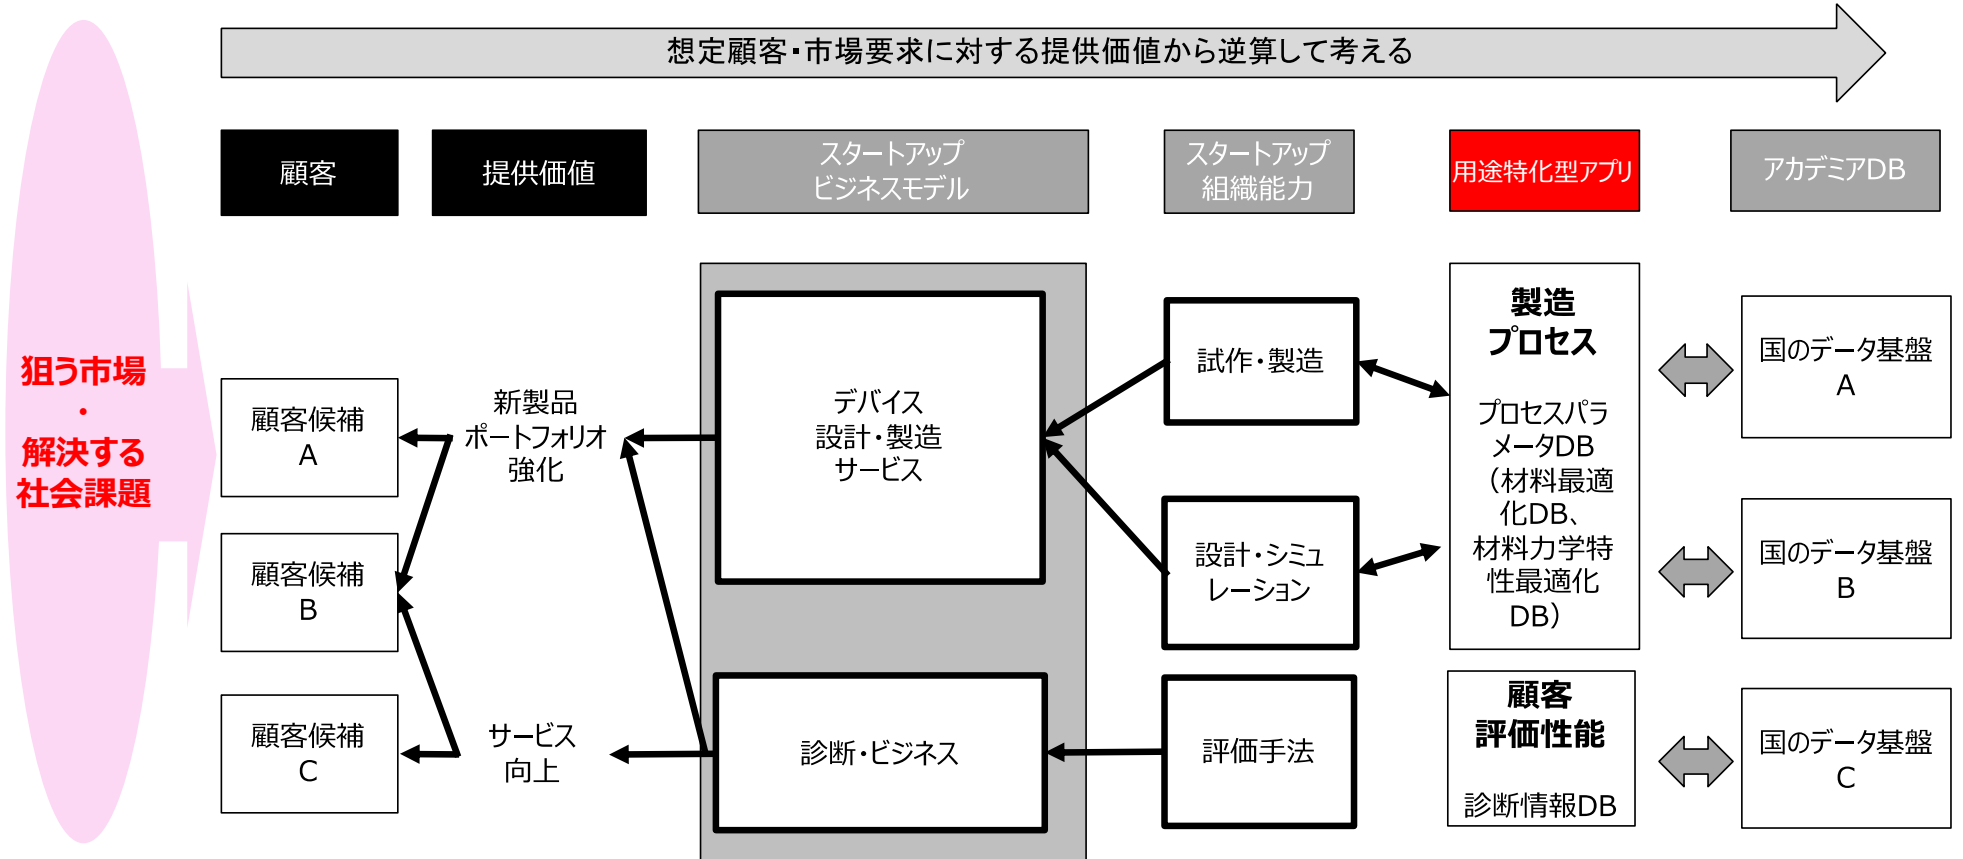 想定顧客・市場要求に対する提供価値から逆算して考える
顧客
提供価値
スタートアップ
ビジネスモデル
スタートアップ
組織能力
用途特化型アプリ
アカデミアDB
狙う市場
・
解決する
社会課題
顧客候補
A
顧客候補
B
顧客候補
C
新製品
ポートフォリオ
強化
サービス
向上
デバイス
設計・製造
サービス
診断・ビジネス
試作・製造
設計・シミュ
レーション
評価手法
製造
プロセス
プロセスパラ
メータDB
（材料最適
化DB、
材料力学特
性最適化
DB）
顧客
評価性能
診断情報DB
国のデータ基盤
A
国のデータ基盤
B
国のデータ基盤
C